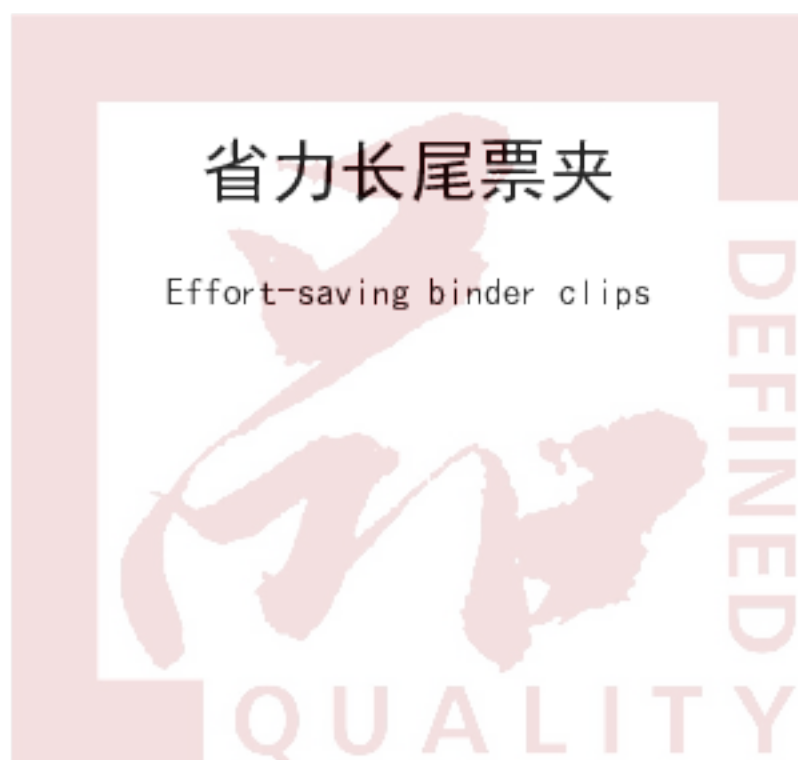 省力长尾票夹
Effort-saving binder clips
DEFINED
QUALITY